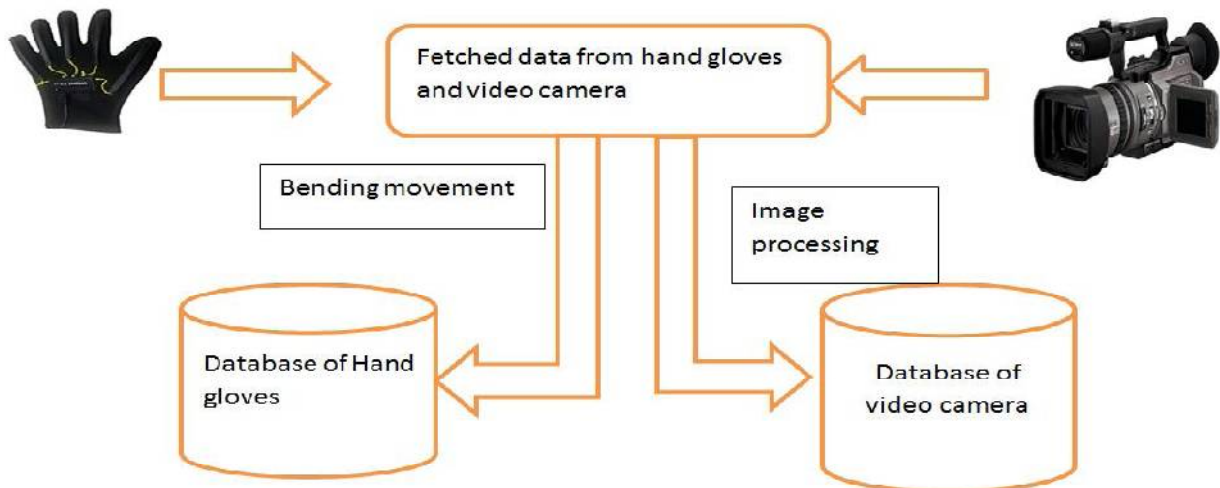 Fetched data from hand gloves
and video camera
Bending movement
Image
processing
Database of Hand
gloves
Database of
video camera